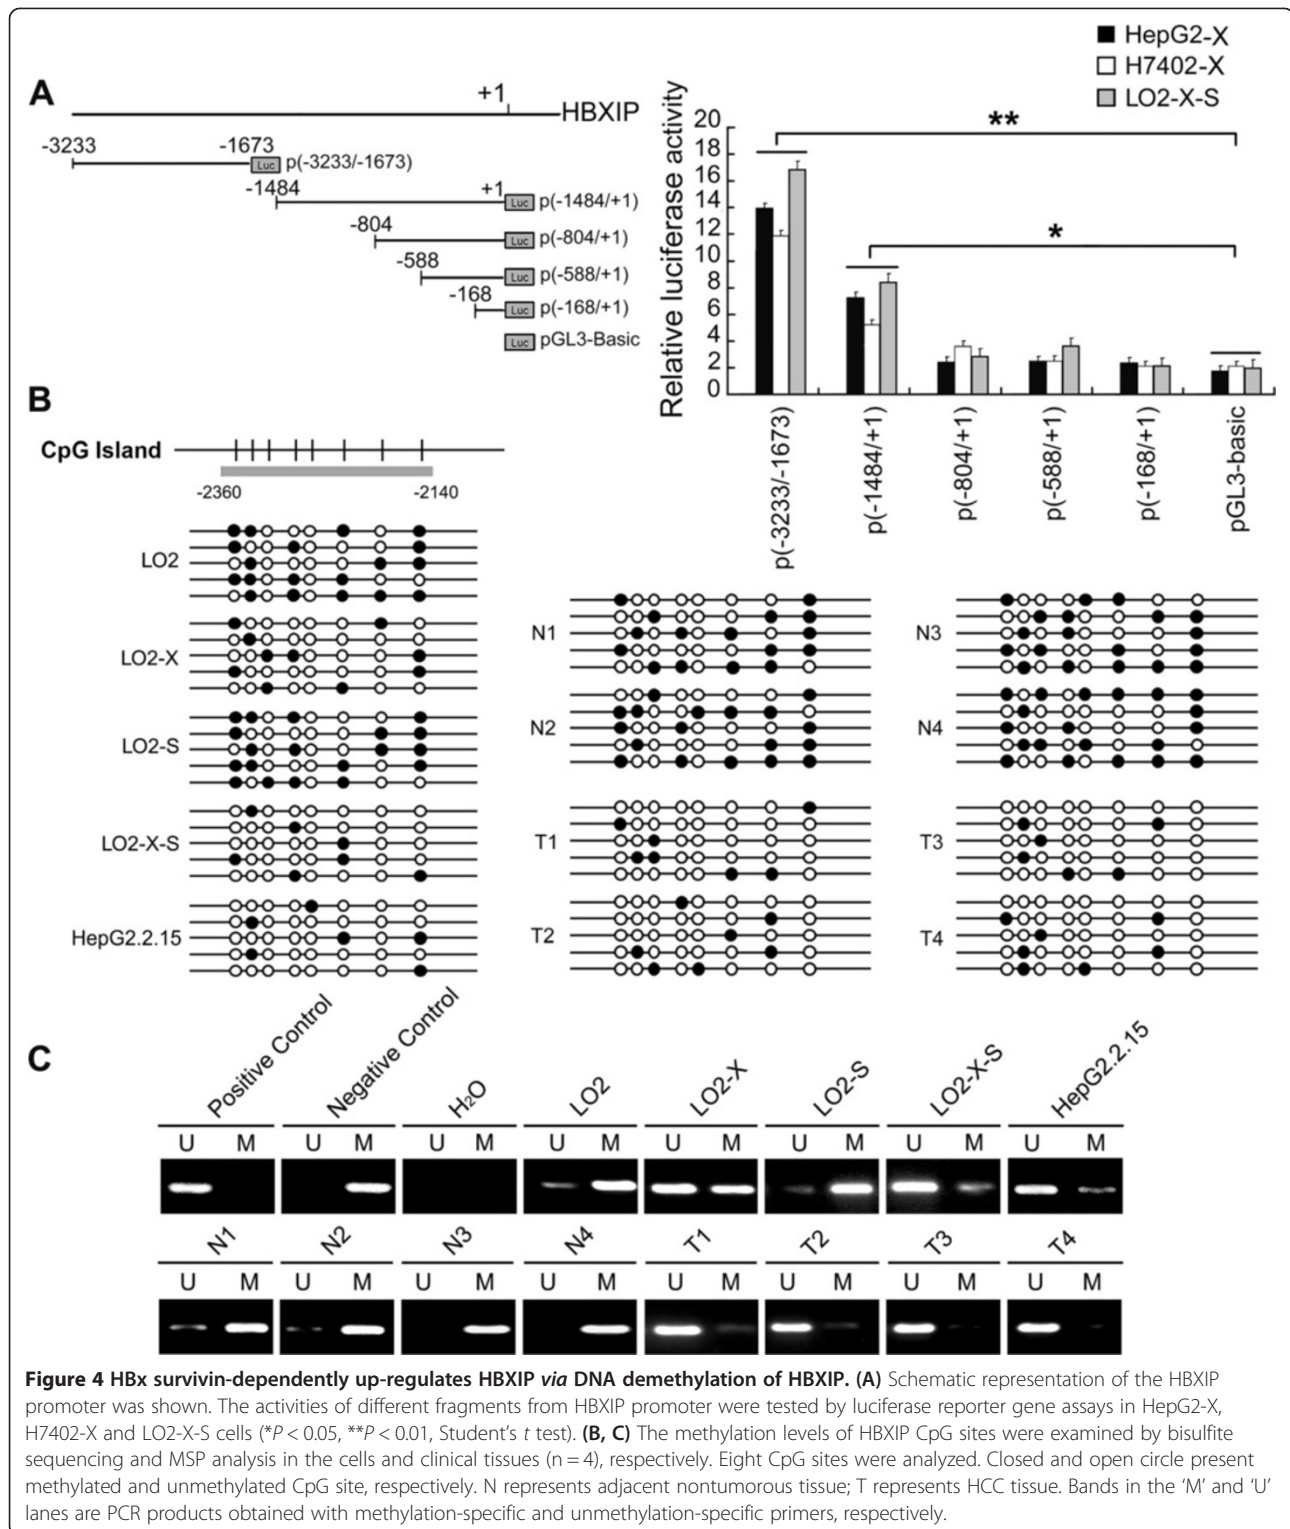 A
+1
HBXIP
-3233
-1673
Luc
p(-3233/-1673)
-1484
+1
Luc
p(-1484/+1)
-804
Luc
p(-804/+1)
-588
Luc
p(-588/+1)
-168
Luc
p(-168/+1)
Luc
pGL3-Basic
HepG2-X
H7402-X
LO2-X-S
Relative luciferase activity
20
18
16
14
12
10
8
6
4
2
0
**
*
p(-3233/-1673)
p(-1484/+1)
p(-804/+1)
p(-588/+1)
p(-168/+1)
pGL3-basic
B
CpG Island
-2360
-2140
LO2
LO2-X
LO2-S
LO2-X-S
HepG2.2.15
N1
N2
T1
T2
N3
N4
T3
T4
C
Positive Control
Negative Control
H₂O
LO2
LO2-X
LO2-S
LO2-X-S
HepG2.2.15
U M U M U M U M U M U M U M U M
N1
N2
N3
N4
T1
T2
T3
T4
U M U M U M U M U M U M U M U M
Figure 4 HBx survivin-dependently up-regulates HBXIP via DNA demethylation of HBXIP. (A) Schematic representation of the HBXIP
promoter was shown. The activities of different fragments from HBXIP promoter were tested by luciferase reporter gene assays in HepG2-X,
H7402-X and LO2-X-S cells (*P < 0.05, **P < 0.01, Student's t test). (B, C) The methylation levels of HBXIP CpG sites were examined by bisulfite
sequencing and MSP analysis in the cells and clinical tissues (n = 4), respectively. Eight CpG sites were analyzed. Closed and open circle present
methylated and unmethylated CpG site, respectively. N represents adjacent nontumorous tissue; T represents HCC tissue. Bands in the 'M' and 'U'
lanes are PCR products obtained with methylation-specific and unmethylation-specific primers, respectively.